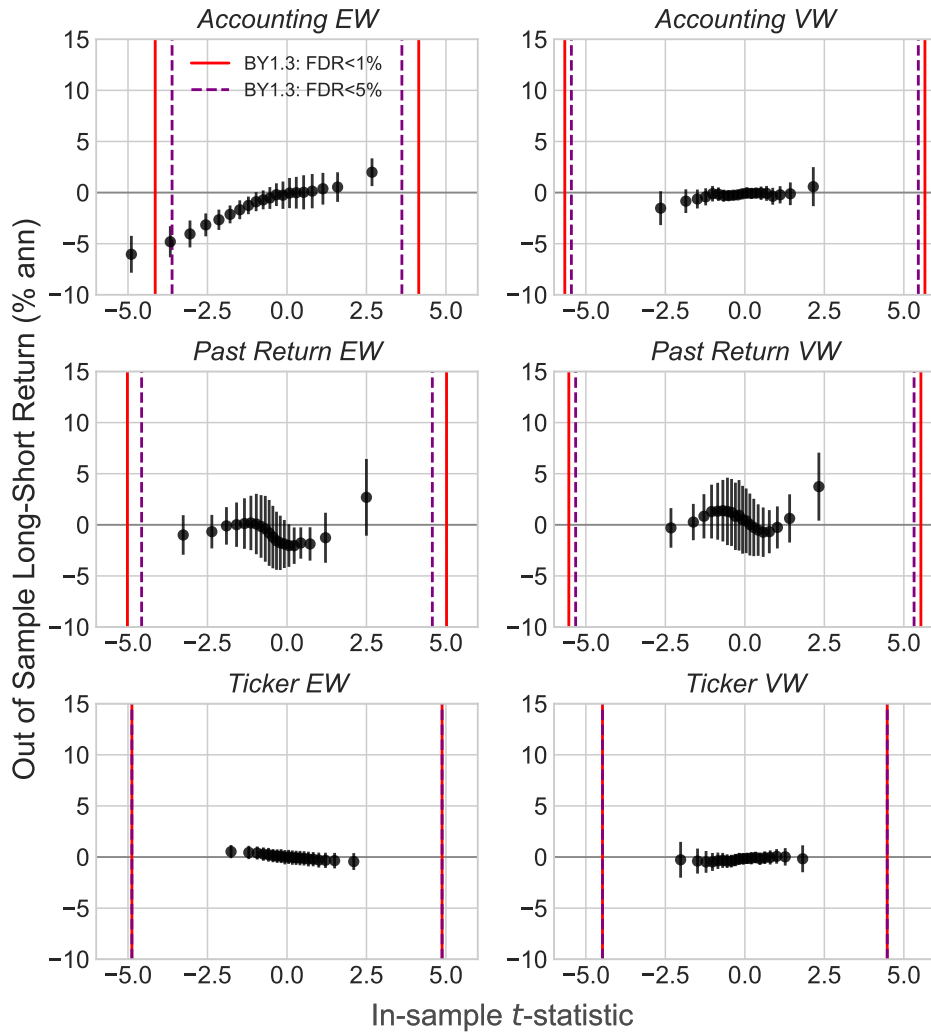 Accounting EW
Accounting VW
15
10
5
0
−5
−10
BY1.3: FDR<1%
BY1.3: FDR<5%
−5.0 −2.5 0.0 2.5 5.0
15
10
5
0
−5
−10
−5.0 −2.5 0.0 2.5 5.0
Past Return EW
Past Return VW
15
10
5
0
−5
−10
−5.0 −2.5 0.0 2.5 5.0
15
10
5
0
−5
−10
−5.0 −2.5 0.0 2.5 5.0
Ticker EW
Ticker VW
15
10
5
0
−5
−10
−5.0 −2.5 0.0 2.5 5.0
15
10
5
0
−5
−10
−5.0 −2.5 0.0 2.5 5.0
Out of Sample Long-Short Return (% ann)
In-sample t-statistic